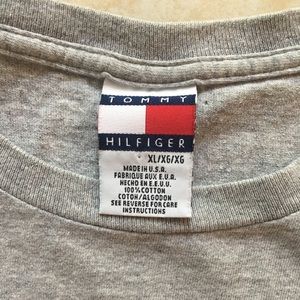 TOMMY
HILFIGER
XL/XG/XG
MADE IN U.S.A.
FABRIQUE AUX E.U.A.
HECHO EN E.E.U.U.
100% COTTON
COTON/ALGODON
SEE REVERSE FOR CARE
INSTRUCTIONS